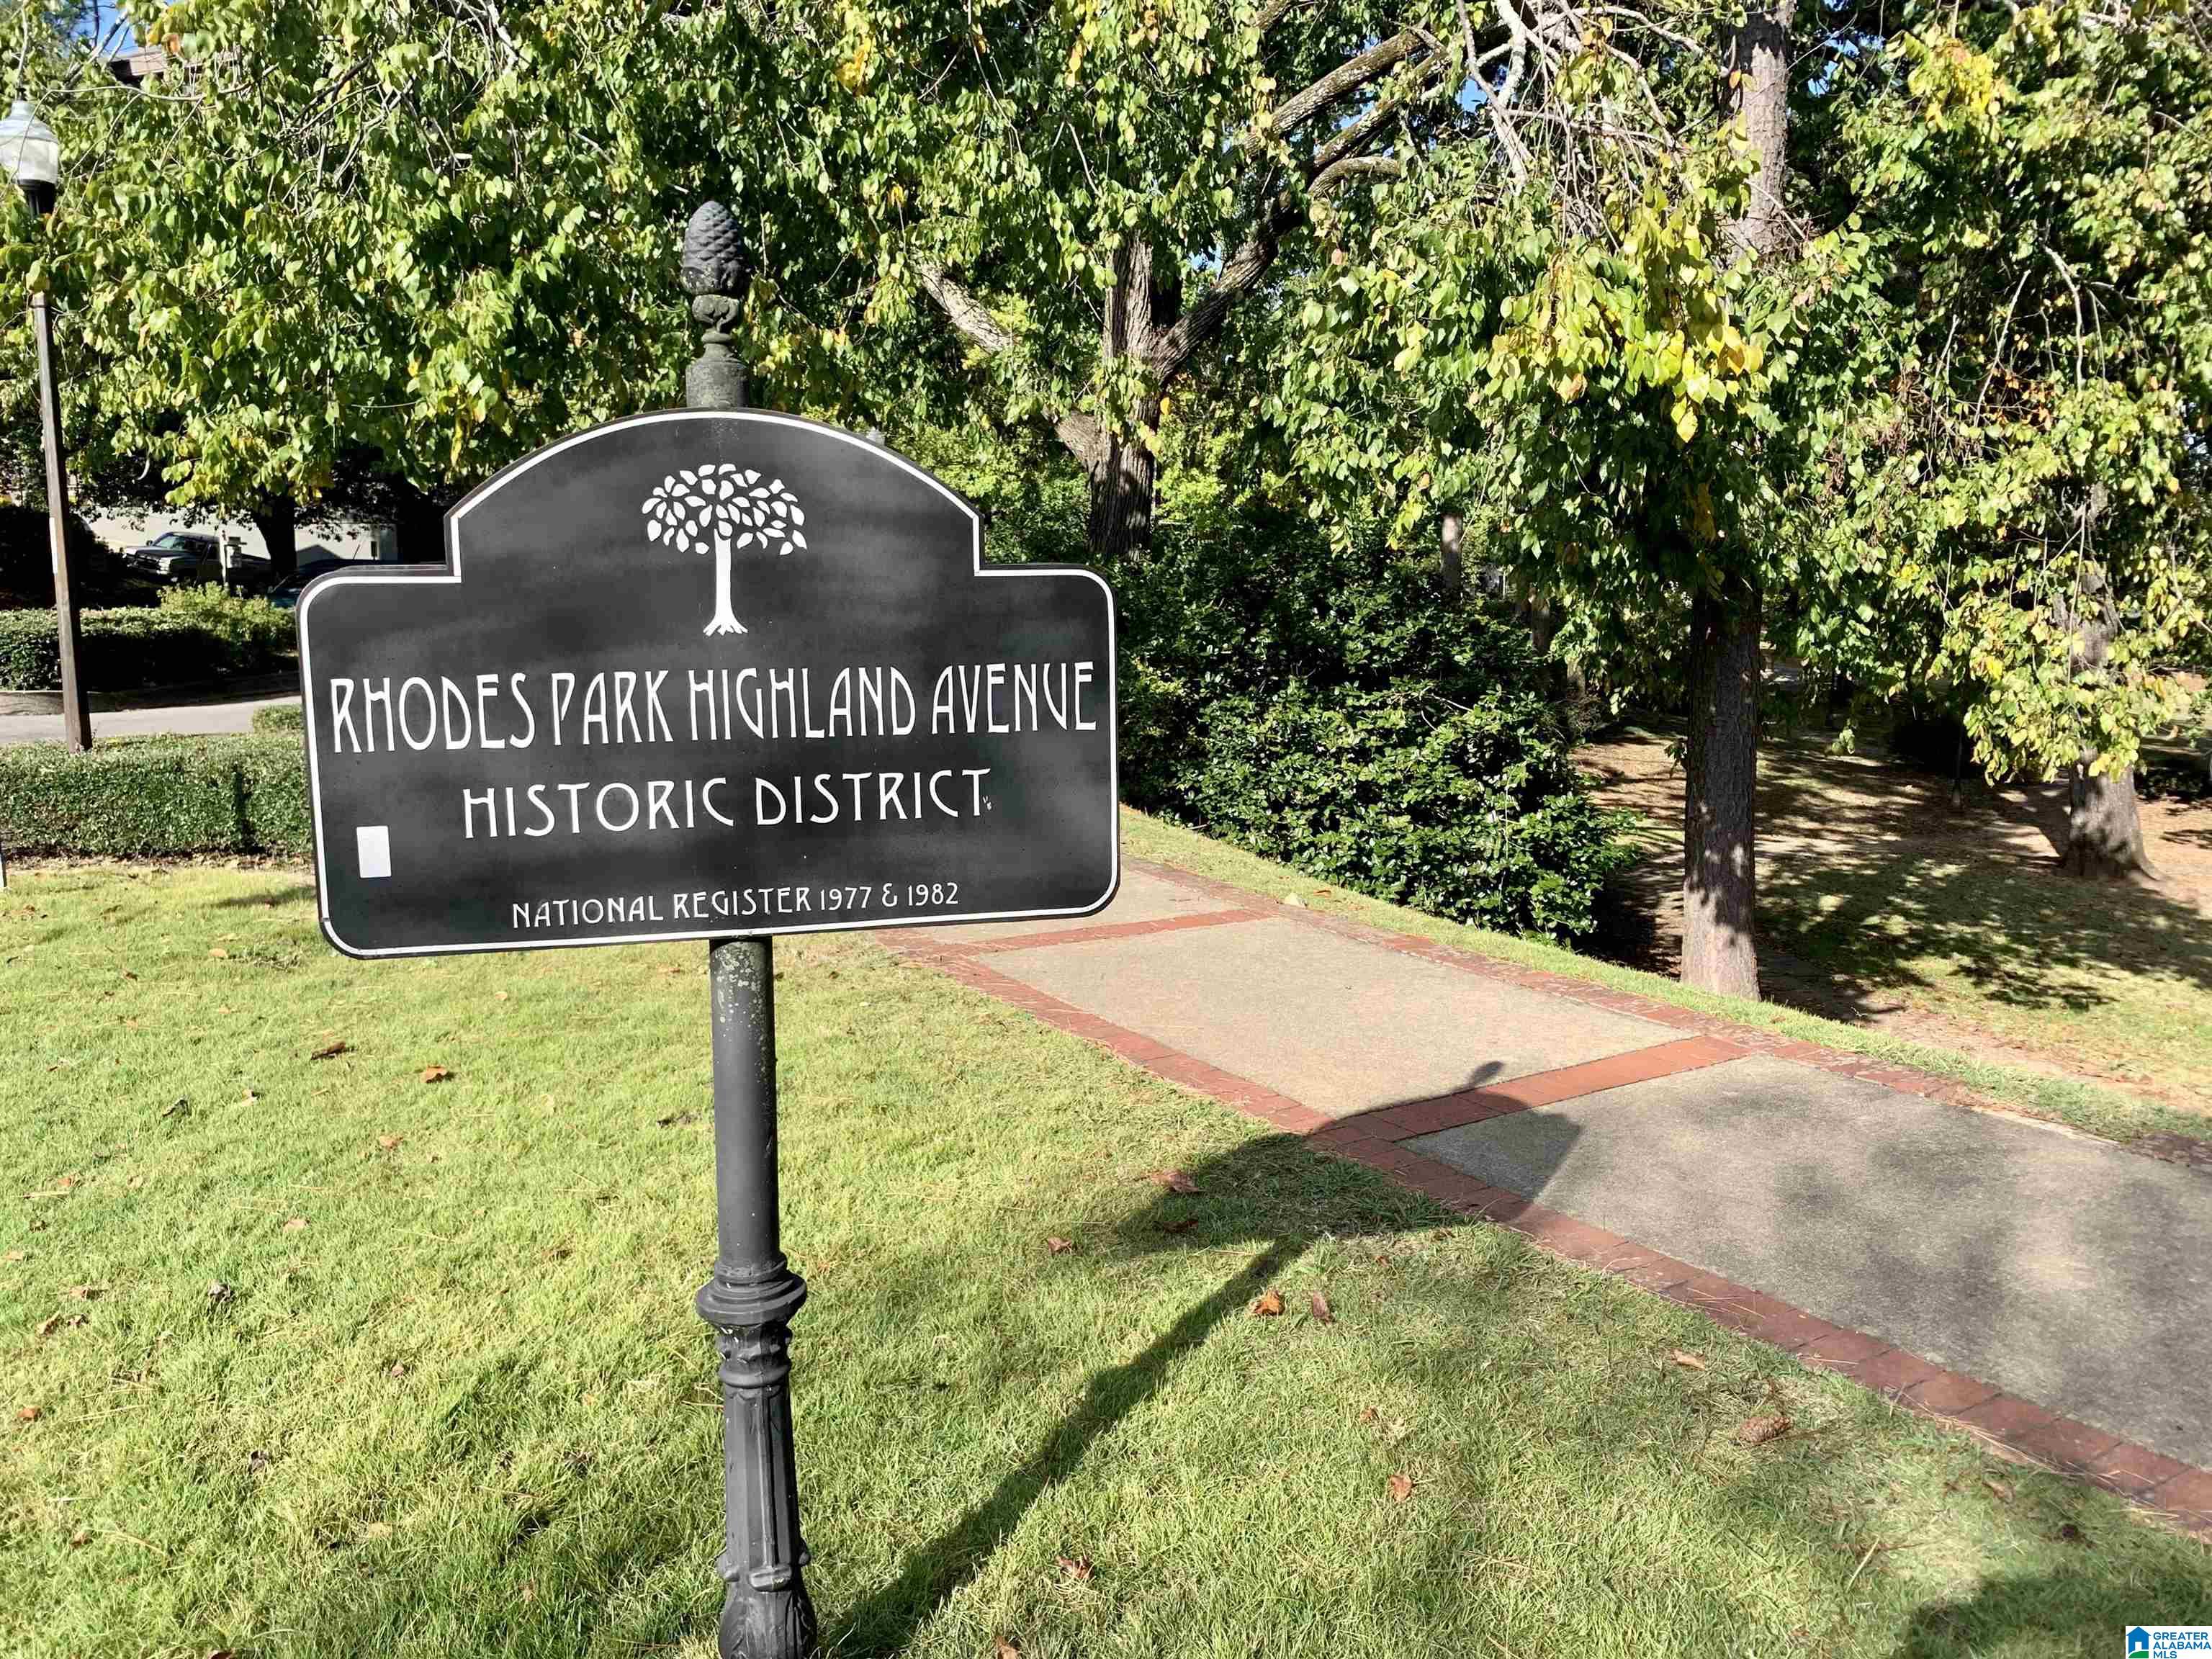 RHODES PARK HIGHLAND AVENUE
HISTORIC DISTRICT
NATIONAL REGISTER 1977 & 1982
GREATER
ALABAMA
MLS